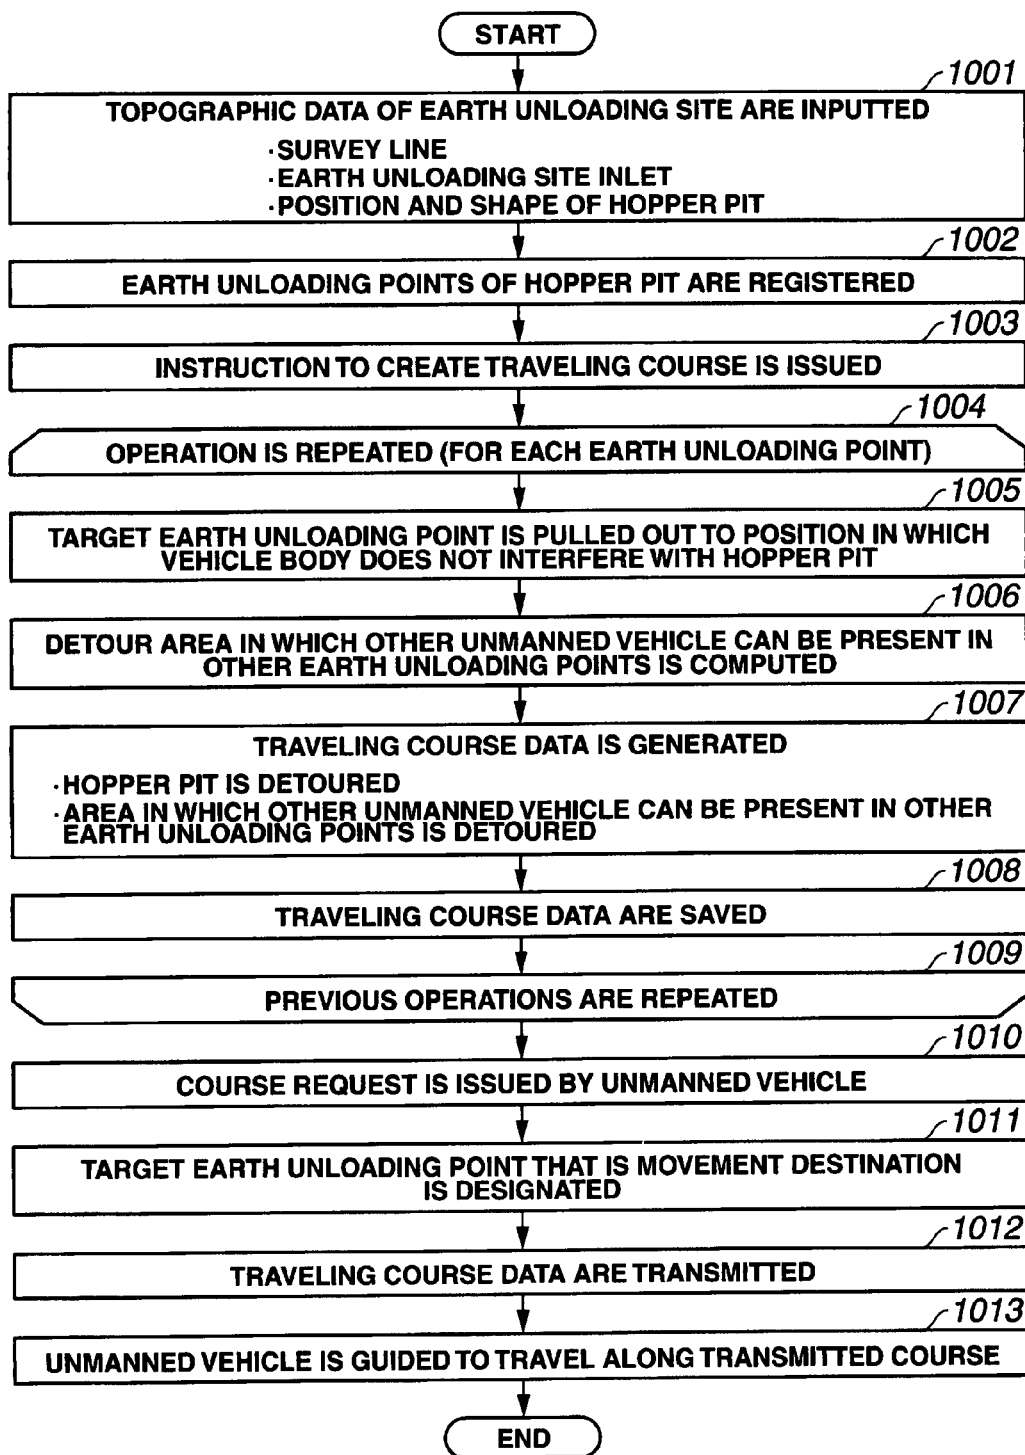 START
1001
TOPOGRAPHIC DATA OF EARTH UNLOADING SITE ARE INPUTTED
·SURVEY LINE
·EARTH UNLOADING SITE INLET
·POSITION AND SHAPE OF HOPPER PIT
1002
EARTH UNLOADING POINTS OF HOPPER PIT ARE REGISTERED
1003
INSTRUCTION TO CREATE TRAVELING COURSE IS ISSUED
1004
OPERATION IS REPEATED (FOR EACH EARTH UNLOADING POINT)
1005
TARGET EARTH UNLOADING POINT IS PULLED OUT TO POSITION IN WHICH
VEHICLE BODY DOES NOT INTERFERE WITH HOPPER PIT
1006
DETOUR AREA IN WHICH OTHER UNMANNED VEHICLE CAN BE PRESENT IN
OTHER EARTH UNLOADING POINTS IS COMPUTED
1007
TRAVELING COURSE DATA IS GENERATED
·HOPPER PIT IS DETOURED
·AREA IN WHICH OTHER UNMANNED VEHICLE CAN BE PRESENT IN OTHER
EARTH UNLOADING POINTS IS DETOURED
1008
TRAVELING COURSE DATA ARE SAVED
1009
PREVIOUS OPERATIONS ARE REPEATED
1010
COURSE REQUEST IS ISSUED BY UNMANNED VEHICLE
1011
TARGET EARTH UNLOADING POINT THAT IS MOVEMENT DESTINATION
IS DESIGNATED
1012
TRAVELING COURSE DATA ARE TRANSMITTED
1013
UNMANNED VEHICLE IS GUIDED TO TRAVEL ALONG TRANSMITTED COURSE
END